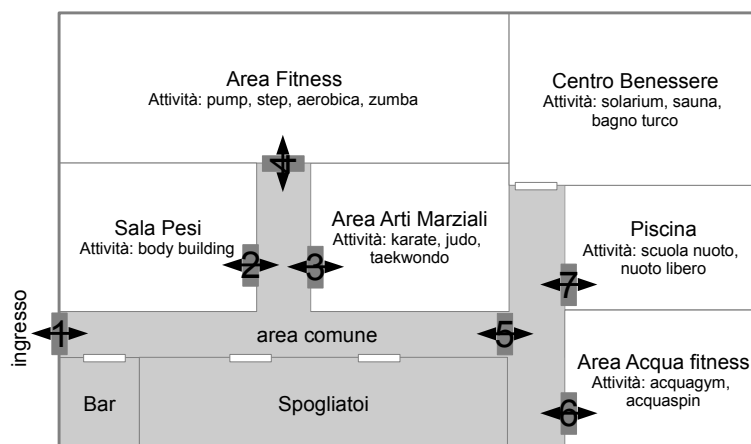 Area Fitness
Attività: pump, step, aerobica, zumba
Centro Benessere
Attività: solarium, sauna,
bagno turco
4
Sala Pesi
Attività: body building
2
3
Area Arti Marziali
Attività: karate, judo,
taekwondo
Piscina
Attività: scuola nuoto,
nuoto libero
7
ingresso
1
area comune
5
Area Acqua fitness
Attività: acquagym,
acquaspin
6
Bar
Spogliatoi